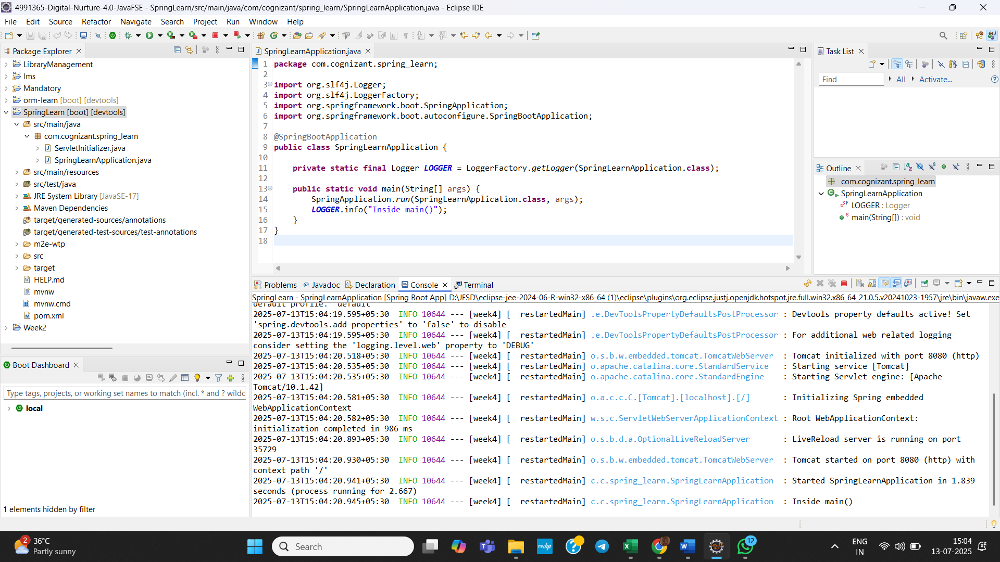 4991365-Digital-Nurture-4.0-JavaFSE - SpringLearn/src/main/java/com/cognizant/spring_learn/SpringLearnApplication.java - Eclipse IDE
File Edit Source Refactor Navigate Search Project Run Window Help
Package Explorer
LibraryManagement
lms
Mandatory
orm-learn [boot] [devtools]
SpringLearn [boot] [devtools]
src/main/java
com.cognizant.spring_learn
ServletInitializer.java
SpringLearnApplication.java
src/main/resources
src/test/java
JRE System Library [JavaSE-17]
Maven Dependencies
target/generated-sources/annotations
target/generated-test-sources/test-annotations
m2e-wtp
src
target
HELP.md
mvnw
mvnw.cmd
pom.xml
Week2
Boot Dashboard
Type tags, projects, or working set names to match (incl. * and ? wildc
local
1 elements hidden by filter
SpringLearnApplication.java
1 package com.cognizant.spring_learn;
2
3 import org.slf4j.Logger;
4 import org.slf4j.LoggerFactory;
5 import org.springframework.boot.SpringApplication;
6 import org.springframework.boot.autoconfigure.SpringBootApplication;
7
8 @SpringBootApplication
9 public class SpringLearnApplication {
10
11 private static final Logger LOGGER = LoggerFactory.getLogger(SpringLearnApplication.class);
12
13 public static void main(String[] args) {
14 SpringApplication.run(SpringLearnApplication.class, args);
15 LOGGER.info("Inside main()");
16 }
17 }
18
Task List
Find All Activate...
Outline
com.cognizant.spring_learn
SpringLearnApplication
LOGGER : Logger
main(String[]) : void
Problems Javadoc Declaration Console Terminal
SpringLearn - SpringLearnApplication [Spring Boot App] D:\JFSD\eclipse-jee-2024-06-R-win32-x86_64 (1)\eclipse\plugins\org.eclipse.justj.openjdk.hotspot.jre.full.win32.x86_64_21.0.5.v20241023-1957\jre\bin\javaw.exe
default profile: "default"
2025-07-13T15:04:19.595+05:30 INFO 10644 --- [week4] [ restartedMain] .e.DevToolsPropertyDefaultsPostProcessor : Devtools property defaults active! Set
'spring.devtools.add-properties' to 'false' to disable
2025-07-13T15:04:19.595+05:30 INFO 10644 --- [week4] [ restartedMain] .e.DevToolsPropertyDefaultsPostProcessor : For additional web related logging
consider setting the 'logging.level.web' property to 'DEBUG'
2025-07-13T15:04:20.518+05:30 INFO 10644 --- [week4] [ restartedMain] o.s.b.w.embedded.tomcat.TomcatWebServer : Tomcat initialized with port 8080 (http)
2025-07-13T15:04:20.535+05:30 INFO 10644 --- [week4] [ restartedMain] o.apache.catalina.core.StandardService : Starting service [Tomcat]
2025-07-13T15:04:20.535+05:30 INFO 10644 --- [week4] [ restartedMain] o.apache.catalina.core.StandardEngine : Starting Servlet engine: [Apache
Tomcat/10.1.42]
2025-07-13T15:04:20.581+05:30 INFO 10644 --- [week4] [ restartedMain] o.a.c.c.C.[Tomcat].[localhost].[/] : Initializing Spring embedded
WebApplicationContext
2025-07-13T15:04:20.582+05:30 INFO 10644 --- [week4] [ restartedMain] w.s.c.ServletWebServerApplicationContext : Root WebApplicationContext:
initialization completed in 986 ms
2025-07-13T15:04:20.893+05:30 INFO 10644 --- [week4] [ restartedMain] o.s.b.d.a.OptionalLiveReloadServer : LiveReload server is running on port
35729
2025-07-13T15:04:20.930+05:30 INFO 10644 --- [week4] [ restartedMain] o.s.b.w.embedded.tomcat.TomcatWebServer : Tomcat started on port 8080 (http) with
context path '/'
2025-07-13T15:04:20.941+05:30 INFO 10644 --- [week4] [ restartedMain] c.c.spring_learn.SpringLearnApplication : Started SpringLearnApplication in 1.839
seconds (process running for 2.667)
2025-07-13T15:04:20.945+05:30 INFO 10644 --- [week4] [ restartedMain] c.c.spring_learn.SpringLearnApplication : Inside main()
2
36°C
Partly sunny
Search
myhp
12
ENG
IN
15:04
13-07-2025